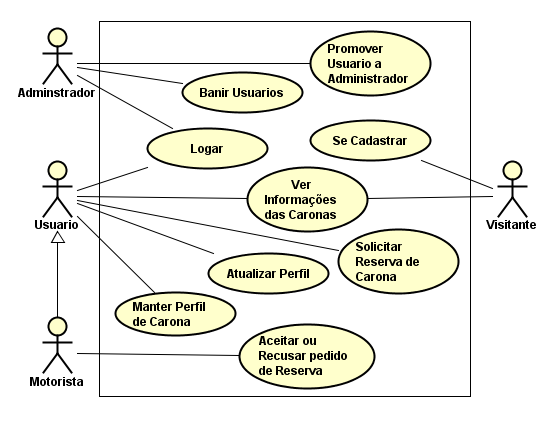 Promover
Usuario a
Administrador
Adminstrador
Banir Usuarios
Logar
Se Cadastrar
Ver
Informações
das Caronas
Usuario
Visitante
Solicitar
Reserva de
Carona
Atualizar Perfil
Manter Perfil
de Carona
Aceitar ou
Recusar pedido
de Reserva
Motorista